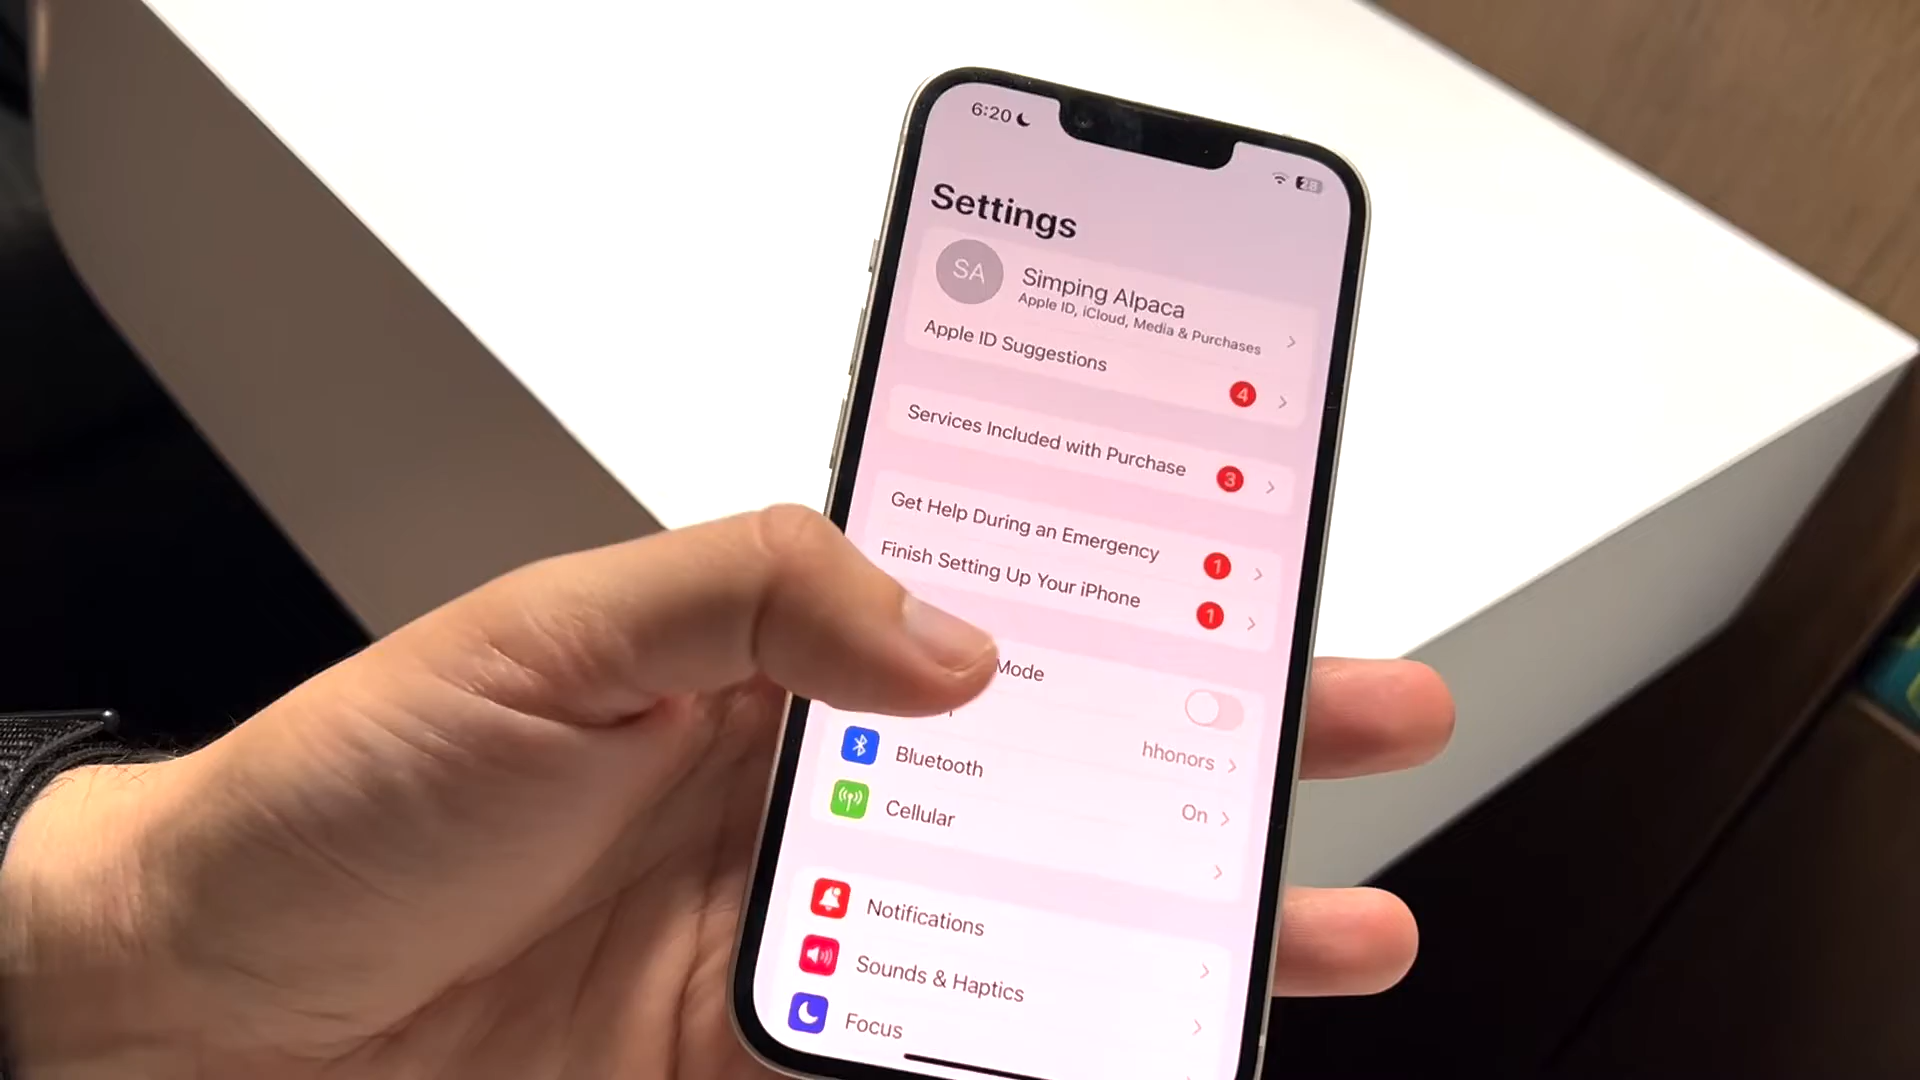 6:20
28
Settings
SA
Simping Alpaca
Apple ID, iCloud, Media & Purchases
Apple ID Suggestions
4
Services Included with Purchase
3
Get Help During an Emergency
1
Finish Setting Up Your iPhone
1
Mode
hhonors
Bluetooth
On
Cellular
Notifications
Sounds & Haptics
Focus